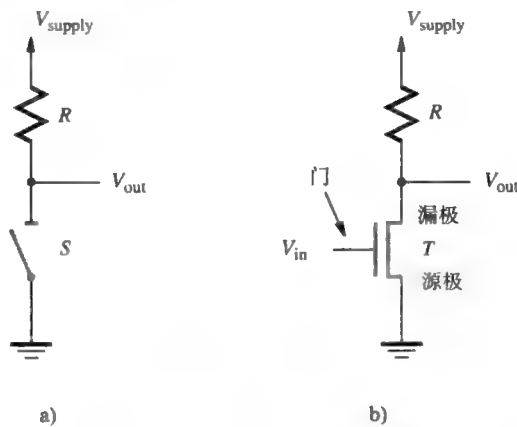 V_supply
R
V_out
S
a)
V_supply
R
门
V_out
漏极
V_in
T
源极
b)